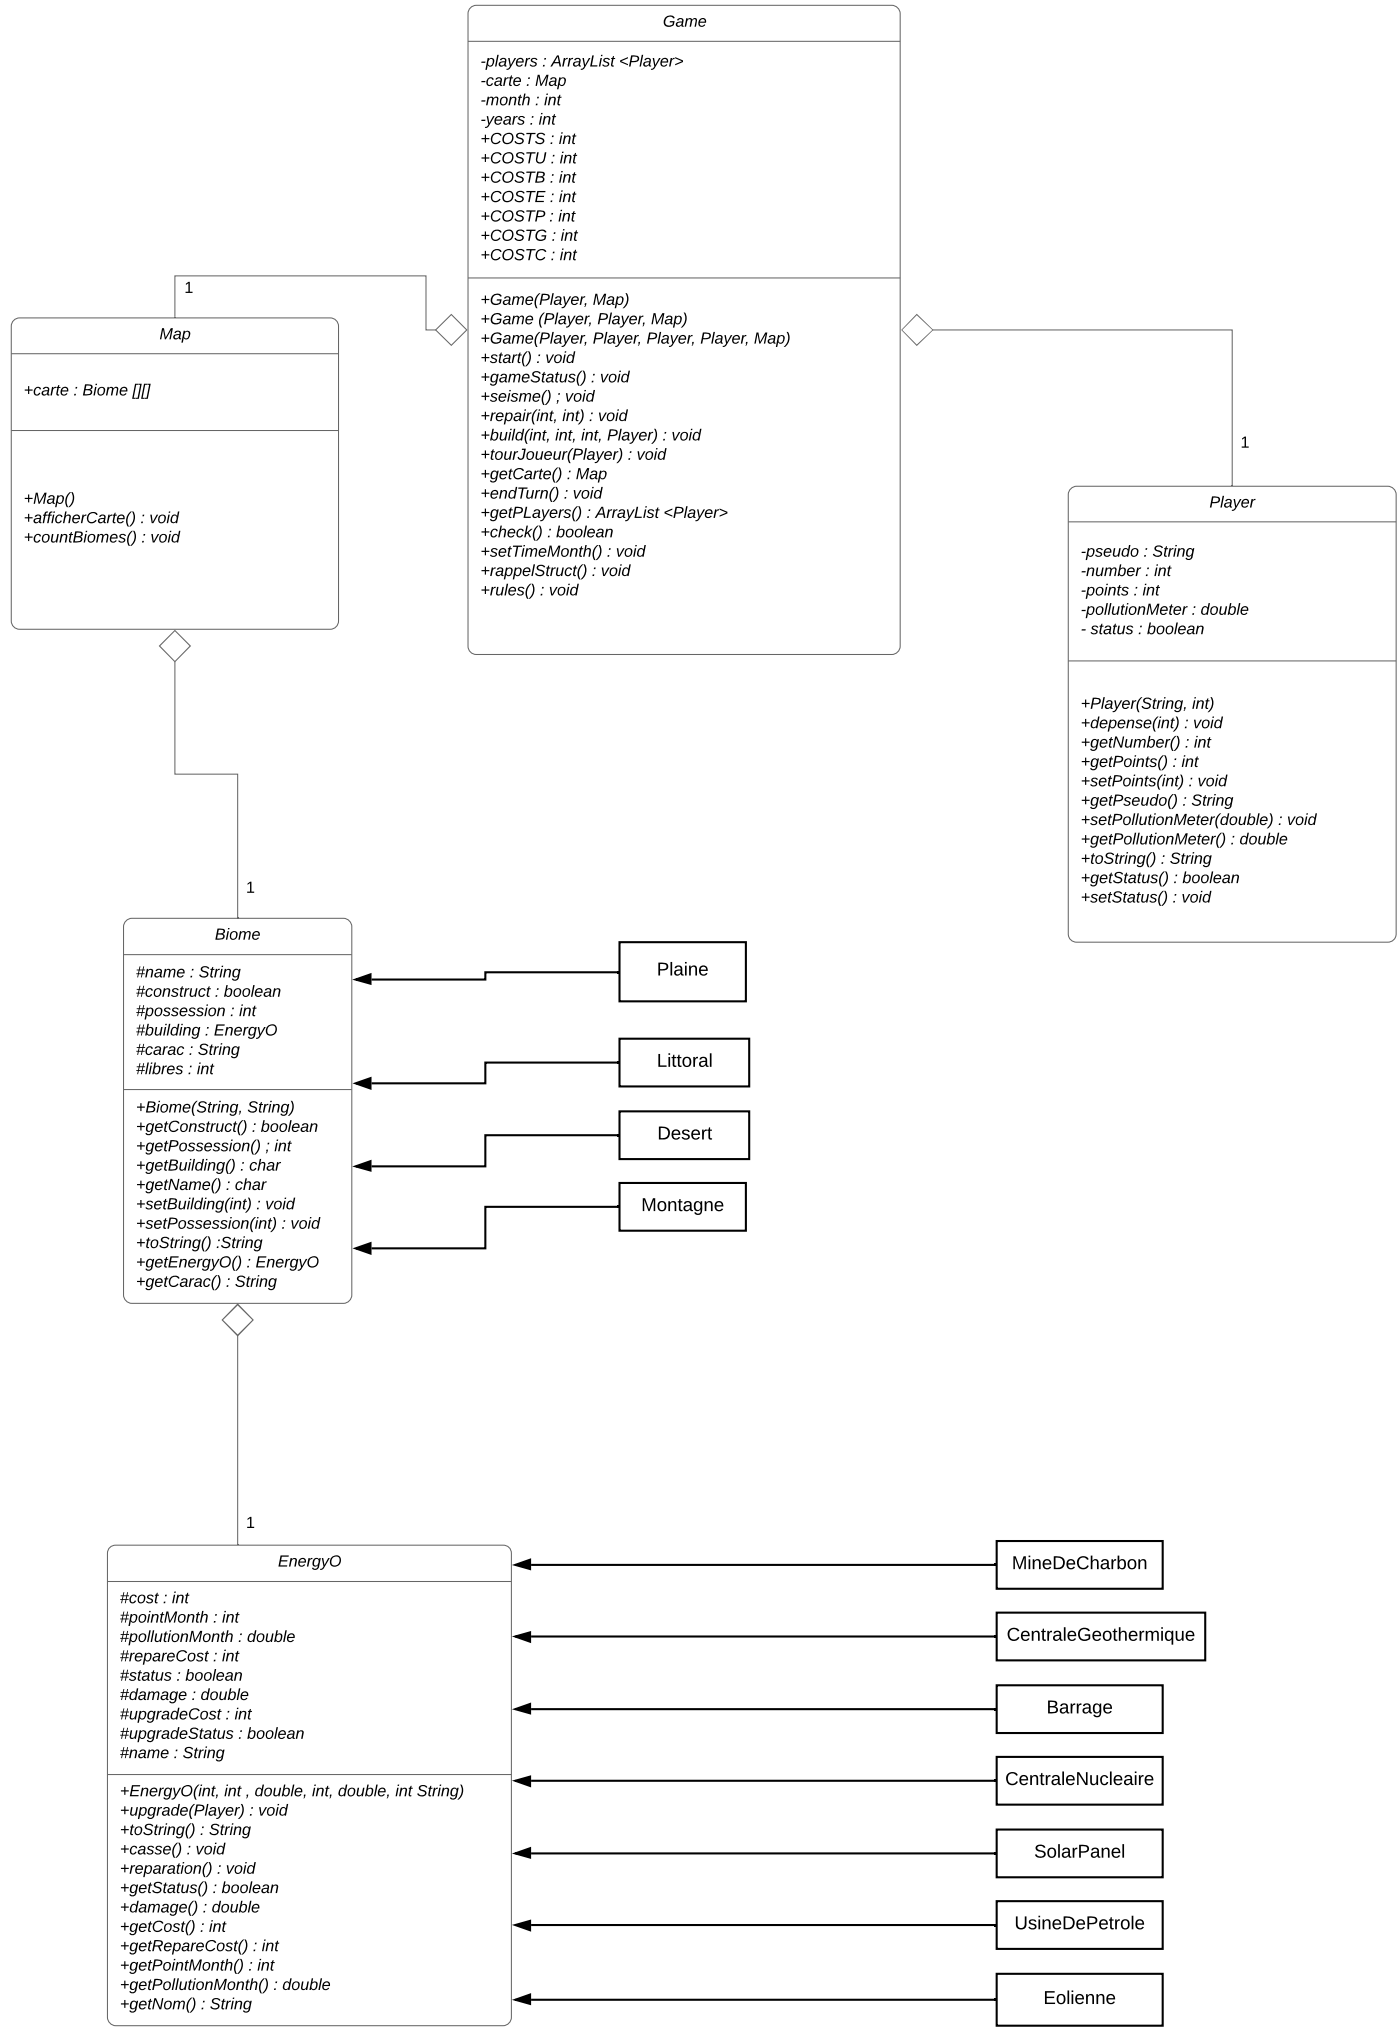 Game
-players : ArrayList <Player>
-carte : Map
-month : int
-years : int
+COSTS : int
+COSTU : int
+COSTB : int
+COSTE : int
+COSTP : int
+COSTG : int
+COSTC : int
+Game(Player, Map)
+Game (Player, Player, Map)
+Game(Player, Player, Player, Player, Map)
+start() : void
+gameStatus() : void
+seisme() ; void
+repair(int, int) : void
+build(int, int, int, Player) : void
+tourJoueur(Player) : void
+getCarte() : Map
+endTurn() : void
+getPLayers() : ArrayList <Player>
+check() : boolean
+setTimeMonth() : void
+rappelStruct() : void
+rules() : void
1
Map
+carte : Biome [][]
+Map()
+afficherCarte() : void
+countBiomes() : void
1
Player
-pseudo : String
-number : int
-points : int
-pollutionMeter : double
- status : boolean
+Player(String, int)
+depense(int) : void
+getNumber() : int
+getPoints() : int
+setPoints(int) : void
+getPseudo() : String
+setPollutionMeter(double) : void
+getPollutionMeter() : double
+toString() : String
+getStatus() : boolean
+setStatus() : void
1
Biome
#name : String
#construct : boolean
#possession : int
#building : EnergyO
#carac : String
#libres : int
+Biome(String, String)
+getConstruct() : boolean
+getPossession() ; int
+getBuilding() : char
+getName() : char
+setBuilding(int) : void
+setPossession(int) : void
+toString() :String
+getEnergyO() : EnergyO
+getCarac() : String
Plaine
Littoral
Desert
Montagne
1
EnergyO
#cost : int
#pointMonth : int
#pollutionMonth : double
#repareCost : int
#status : boolean
#damage : double
#upgradeCost : int
#upgradeStatus : boolean
#name : String
+EnergyO(int, int , double, int, double, int String)
+upgrade(Player) : void
+toString() : String
+casse() : void
+reparation() : void
+getStatus() : boolean
+damage() : double
+getCost() : int
+getRepareCost() : int
+getPointMonth() : int
+getPollutionMonth() : double
+getNom() : String
MineDeCharbon
CentraleGeothermique
Barrage
CentraleNucleaire
SolarPanel
UsineDePetrole
Eolienne